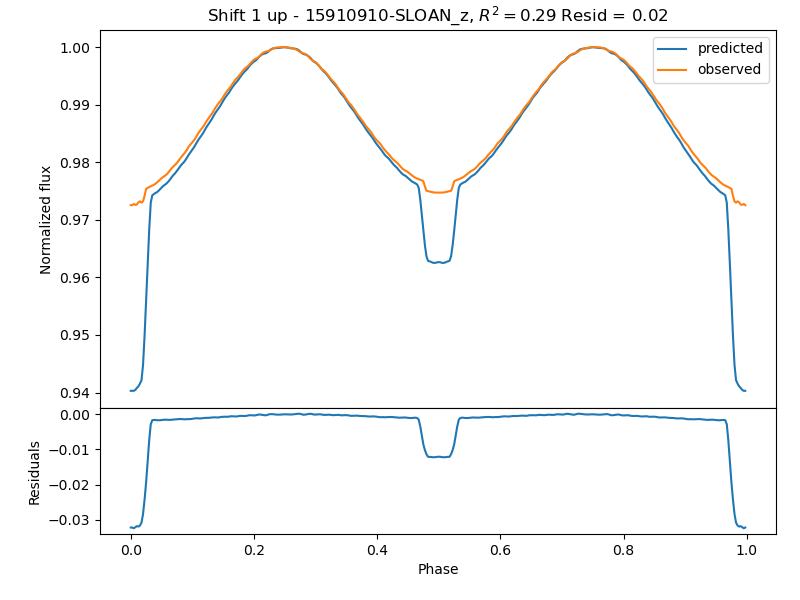 Shift 1 up - 15910910-SLOAN_z, R² = 0.29 Resid = 0.02
predicted
observed
Normalized flux
1.00
0.99
0.98
0.97
0.96
0.95
0.94
Residuals
0.00
−0.01
−0.02
−0.03
0.0 0.2 0.4 0.6 0.8 1.0
Phase